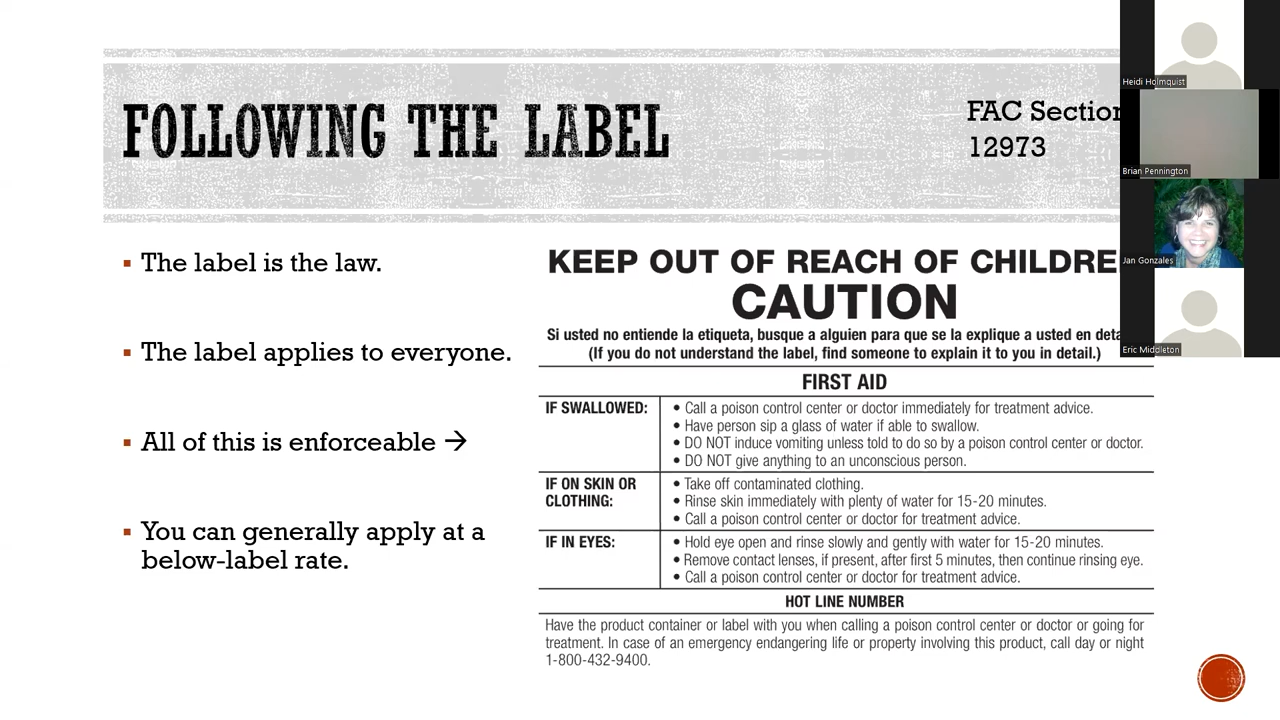 FOLLOWING THE LABEL
FAC Section
12973
▪ The label is the law.
▪ The label applies to everyone.
▪ All of this is enforceable →
▪ You can generally apply at a
below-label rate.
KEEP OUT OF REACH OF CHILDRE
CAUTION
Si usted no entiende la etiqueta, busque a alguien para que se la explique a usted en
(If you do not understand the label, find someone to explain it to you in detail.)
FIRST AID
IF SWALLOWED:
• Call a poison control center or doctor immediately for treatment advice.
• Have person sip a glass of water if able to swallow.
• DO NOT induce vomiting unless told to do so by a poison control center or doctor.
• DO NOT give anything to an unconscious person.
IF ON SKIN OR
CLOTHING:
• Take off contaminated clothing.
• Rinse skin immediately with plenty of water for 15-20 minutes.
• Call a poison control center or doctor for treatment advice.
IF IN EYES:
• Hold eye open and rinse slowly and gently with water for 15-20 minutes.
• Remove contact lenses, if present, after first 5 minutes, then continue rinsing eye.
• Call a poison control center or doctor for treatment advice.
HOT LINE NUMBER
Have the product container or label with you when calling a poison control center or doctor or going for
treatment. In case of an emergency endangering life or property involving this product, call day or night
1-800-432-9400.
Heidi Holmquist
Brian Pennington
Jan Gonzales
Eric Middleton